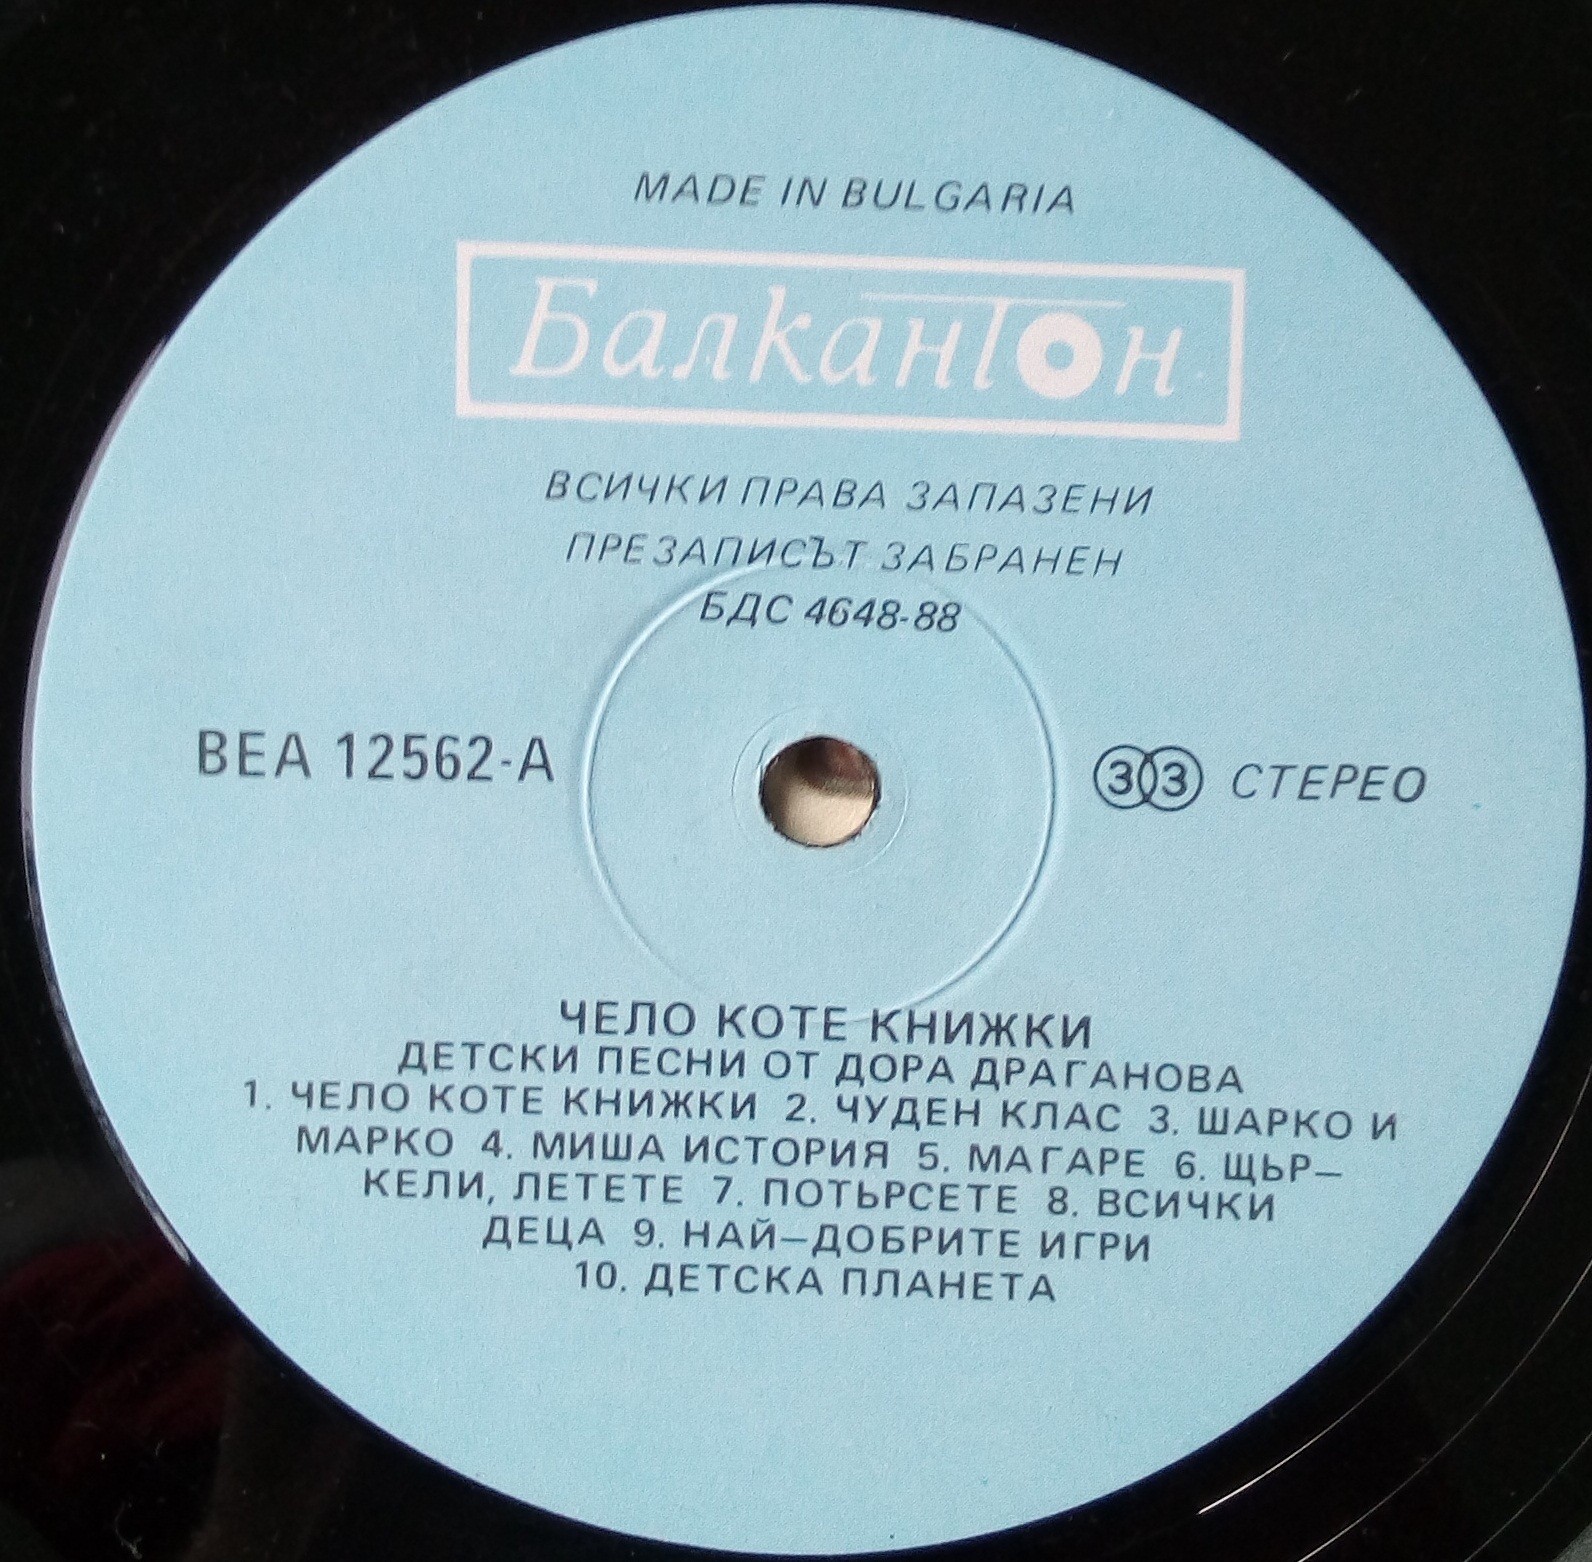 MADE IN BULGARIA
Балкантон
ВСИЧКИ ПРАВА ЗАПАЗЕНИ
ПРЕЗАПИСЪТ ЗАБРАНЕН
БДС 4648-88
ВЕА 12562-А
33 СТЕРЕО
ЧЕЛО КОТЕ КНИЖКИ
ДЕТСКИ ПЕСНИ ОТ ДОРА ДРАГАНОВА
1. ЧЕЛО КОТЕ КНИЖКИ 2. ЧУДЕН КЛАС 3. ШАРКО И
МАРКО 4. МИША ИСТОРИЯ 5. МАГАРЕ 6. ЩЬР–
КЕЛИ, ЛЕТЕТЕ 7. ПОТЬРСЕТЕ 8. ВСИЧКИ
ДЕЦА 9. НАЙ–ДОБРИТЕ ИГРИ
10. ДЕТСКА ПЛАНЕТА